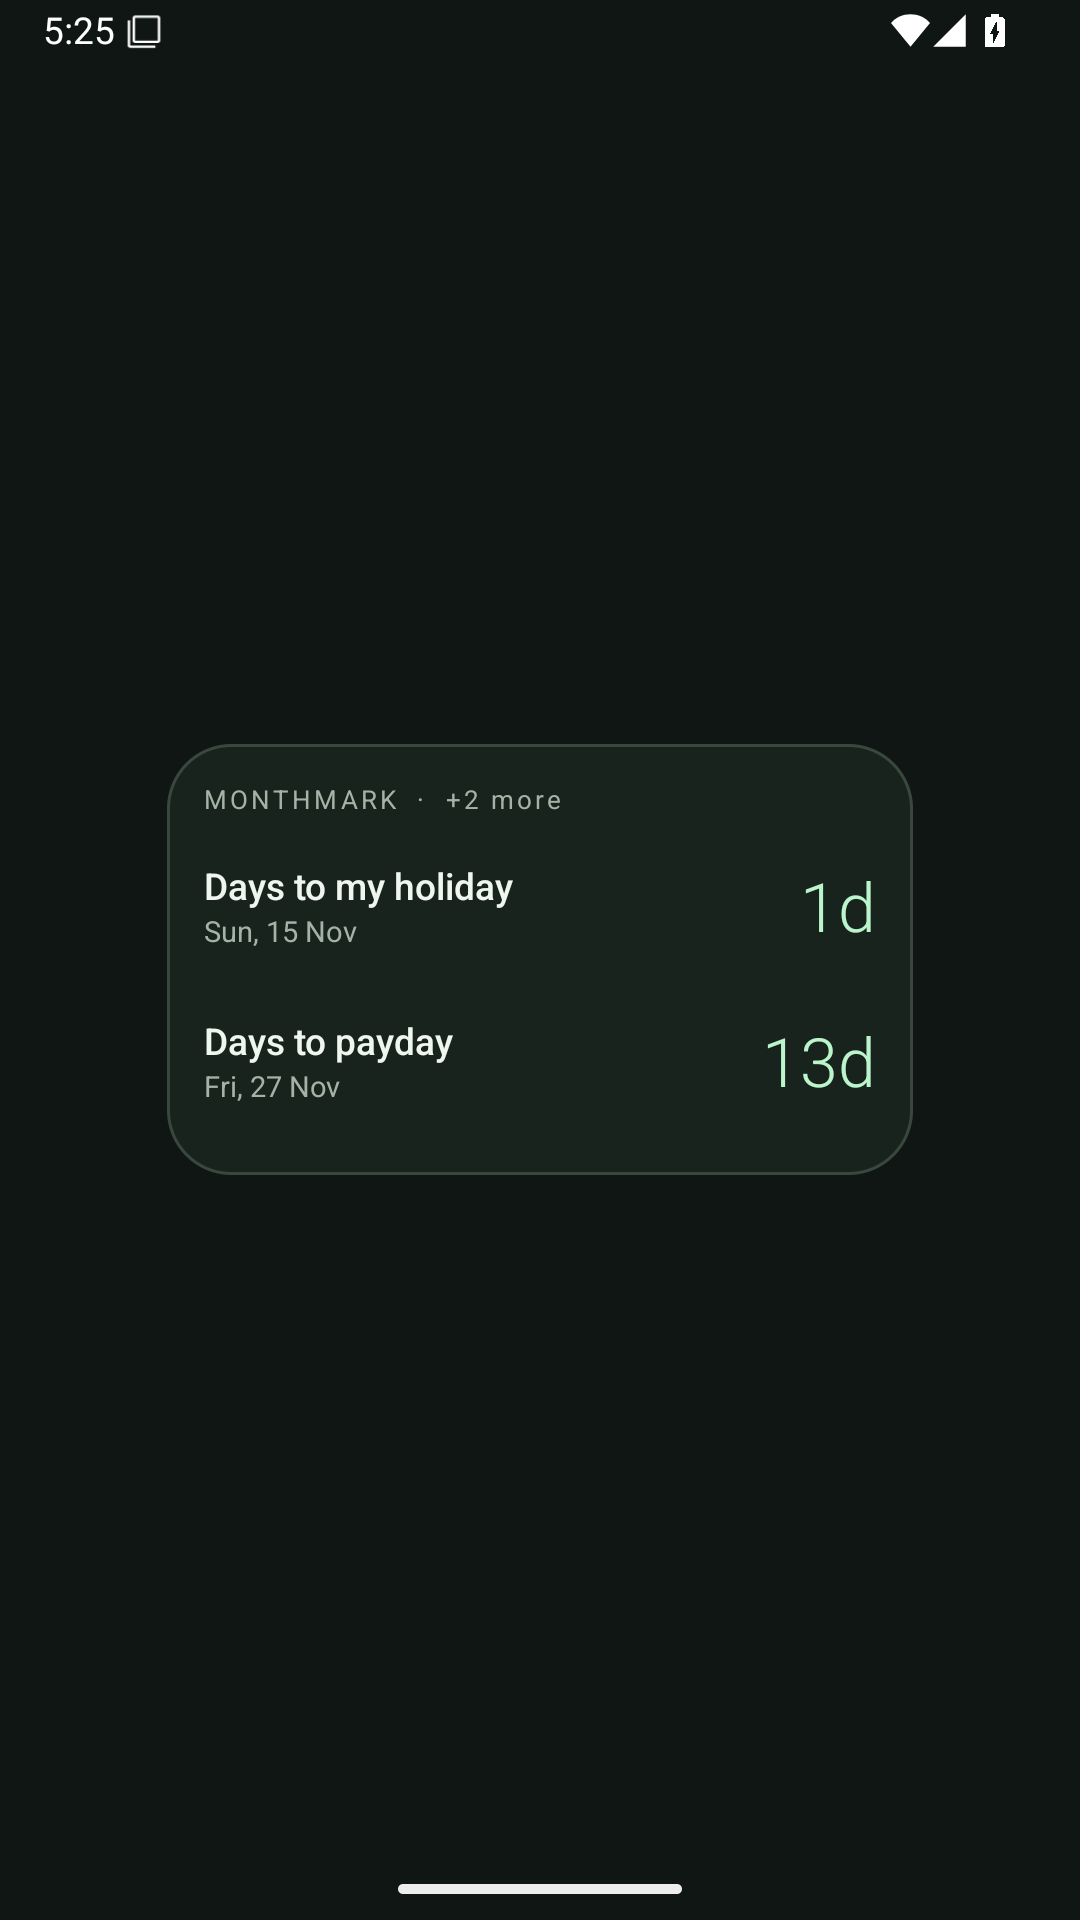 5:25
MONTHMARK · +2 more
Days to my holiday
1d
Sun, 15 Nov
Days to payday
13d
Fri, 27 Nov